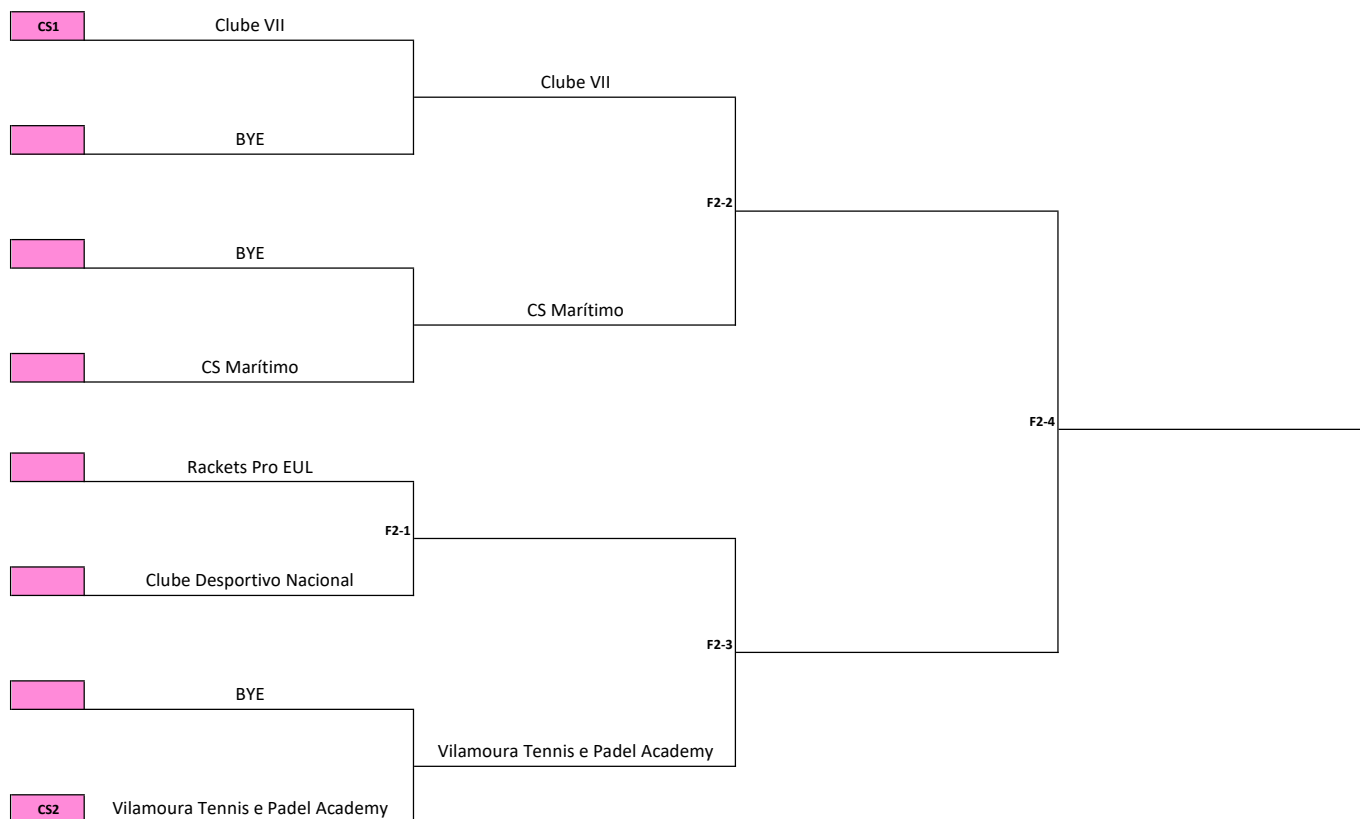 CS1 Clube VII
Clube VII
BYE
F2-2
BYE
CS Marítimo
CS Marítimo
F2-4
Rackets Pro EUL
F2-1
Clube Desportivo Nacional
F2-3
BYE
Vilamoura Tennis e Padel Academy
CS2 Vilamoura Tennis e Padel Academy